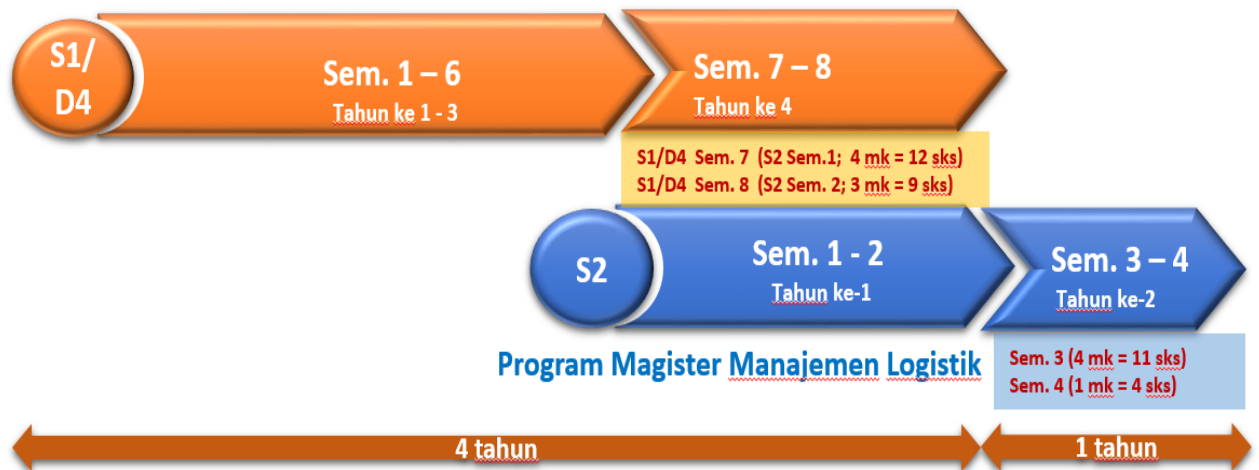 S1/
D4
Sem. 1 – 6
Tahun ke 1 - 3
Sem. 7 – 8
Tahun ke 4
S1/D4 Sem. 7 (S2 Sem.1; 4 mk = 12 sks)
S1/D4 Sem. 8 (S2 Sem. 2; 3 mk = 9 sks)
S2
Sem. 1 - 2
Tahun ke-1
Sem. 3 – 4
Tahun ke-2
Program Magister Manajemen Logistik
Sem. 3 (4 mk = 11 sks)
Sem. 4 (1 mk = 4 sks)
4 tahun
1 tahun